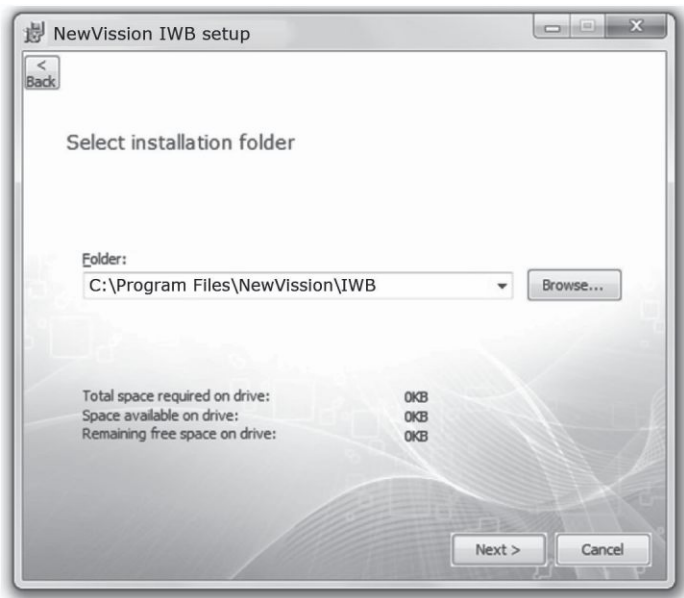 NewVission IWB setup
<
Back
Select installation folder
Folder:
C:\Program Files\NewVission\IWB
Browse...
Total space required on drive: 0KB
Space available on drive: 0KB
Remaining free space on drive: 0KB
Next >
Cancel